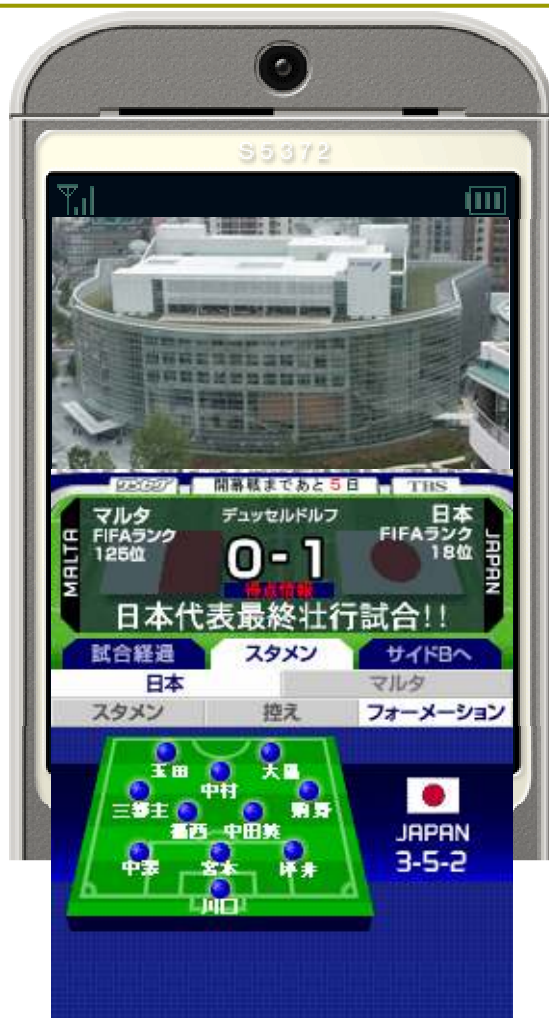 S5372
開幕戦まであと5日
TBS
マルタ
FIFAランク
125位
MALTA
デュッセルドルフ
0-1
得点情報
日本
FIFAランク
18位
JAPAN
日本代表最終壮行試合!!
試合経過
スタメン
サイドBへ
日本
マルタ
スタメン
控え
フォーメーション
玉田
大黒
中村
三都主
駒野
福西
中田英
中澤
宮本
坪井
川口
JAPAN
3-5-2